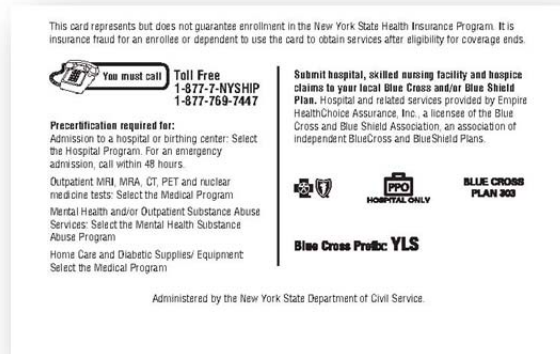 This card represents but does not guarantee enrollment in the New York State Health Insurance Program. It is
insurance fraud for an enrollee or dependent to use the card to obtain services after eligibility for coverage ends.
You must call
Toll Free
1-877-7-NYSHIP
1-877-769-7447
Precertification required for:
Admission to a hospital or birthing center: Select
the Hospital Program. For an emergency
admission, call within 48 hours.
Outpatient MRI, MRA, CT, PET and nuclear
medicine tests: Select the Medical Program
Mental Health and/or Outpatient Substance Abuse
Services: Select the Mental Health Substance
Abuse Program
Home Care and Diabetic Supplies/ Equipment
Select the Medical Program
Submit hospital, skilled nursing facility and hospice
claims to your local Blue Cross and/or Blue Shield
Plan. Hospital and related services provided by Empire
HealthChoice Assurance, Inc., a licensee of the Blue
Cross and Blue Shield Association, an association of
independent BlueCross and BlueShield Plans.
PPO
HOSPITAL ONLY
BLUE CROSS
PLAN 303
Blue Cross Prefix: YLS
Administered by the New York State Department of Civil Service.